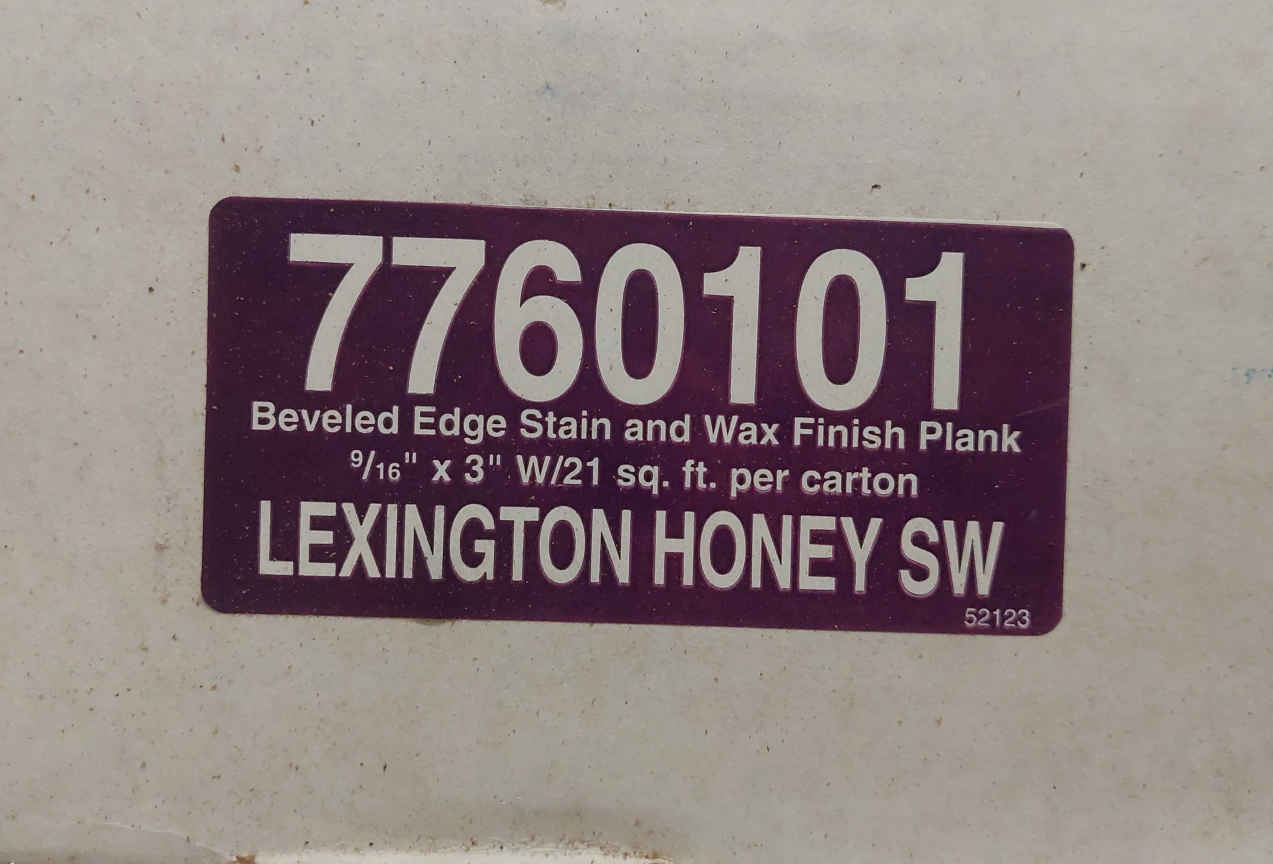 7760101
Beveled Edge Stain and Wax Finish Plank
9/16" x 3" W/21 sq. ft. per carton
LEXINGTON HONEY SW
52123